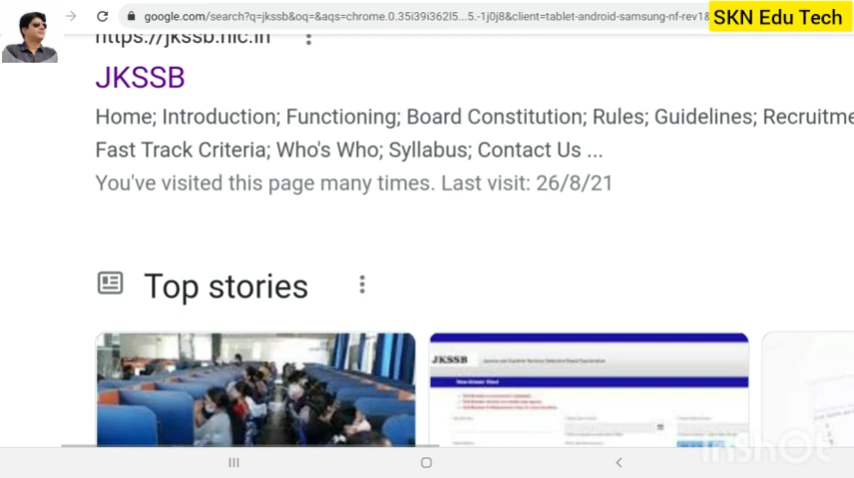 google.com/search?q=jkssb&oq=&aqs=chrome.0.35i39i362l5...5.-1j0j8&client=tablet-android-samsung-nf-rev1&
SKN Edu Tech
https://jkssb.nic.in
JKSSB
Home; Introduction; Functioning; Board Constitution; Rules; Guidelines; Recruitme
Fast Track Criteria; Who's Who; Syllabus; Contact Us ...
You've visited this page many times. Last visit: 26/8/21
Top stories
JKSSB
InShOt